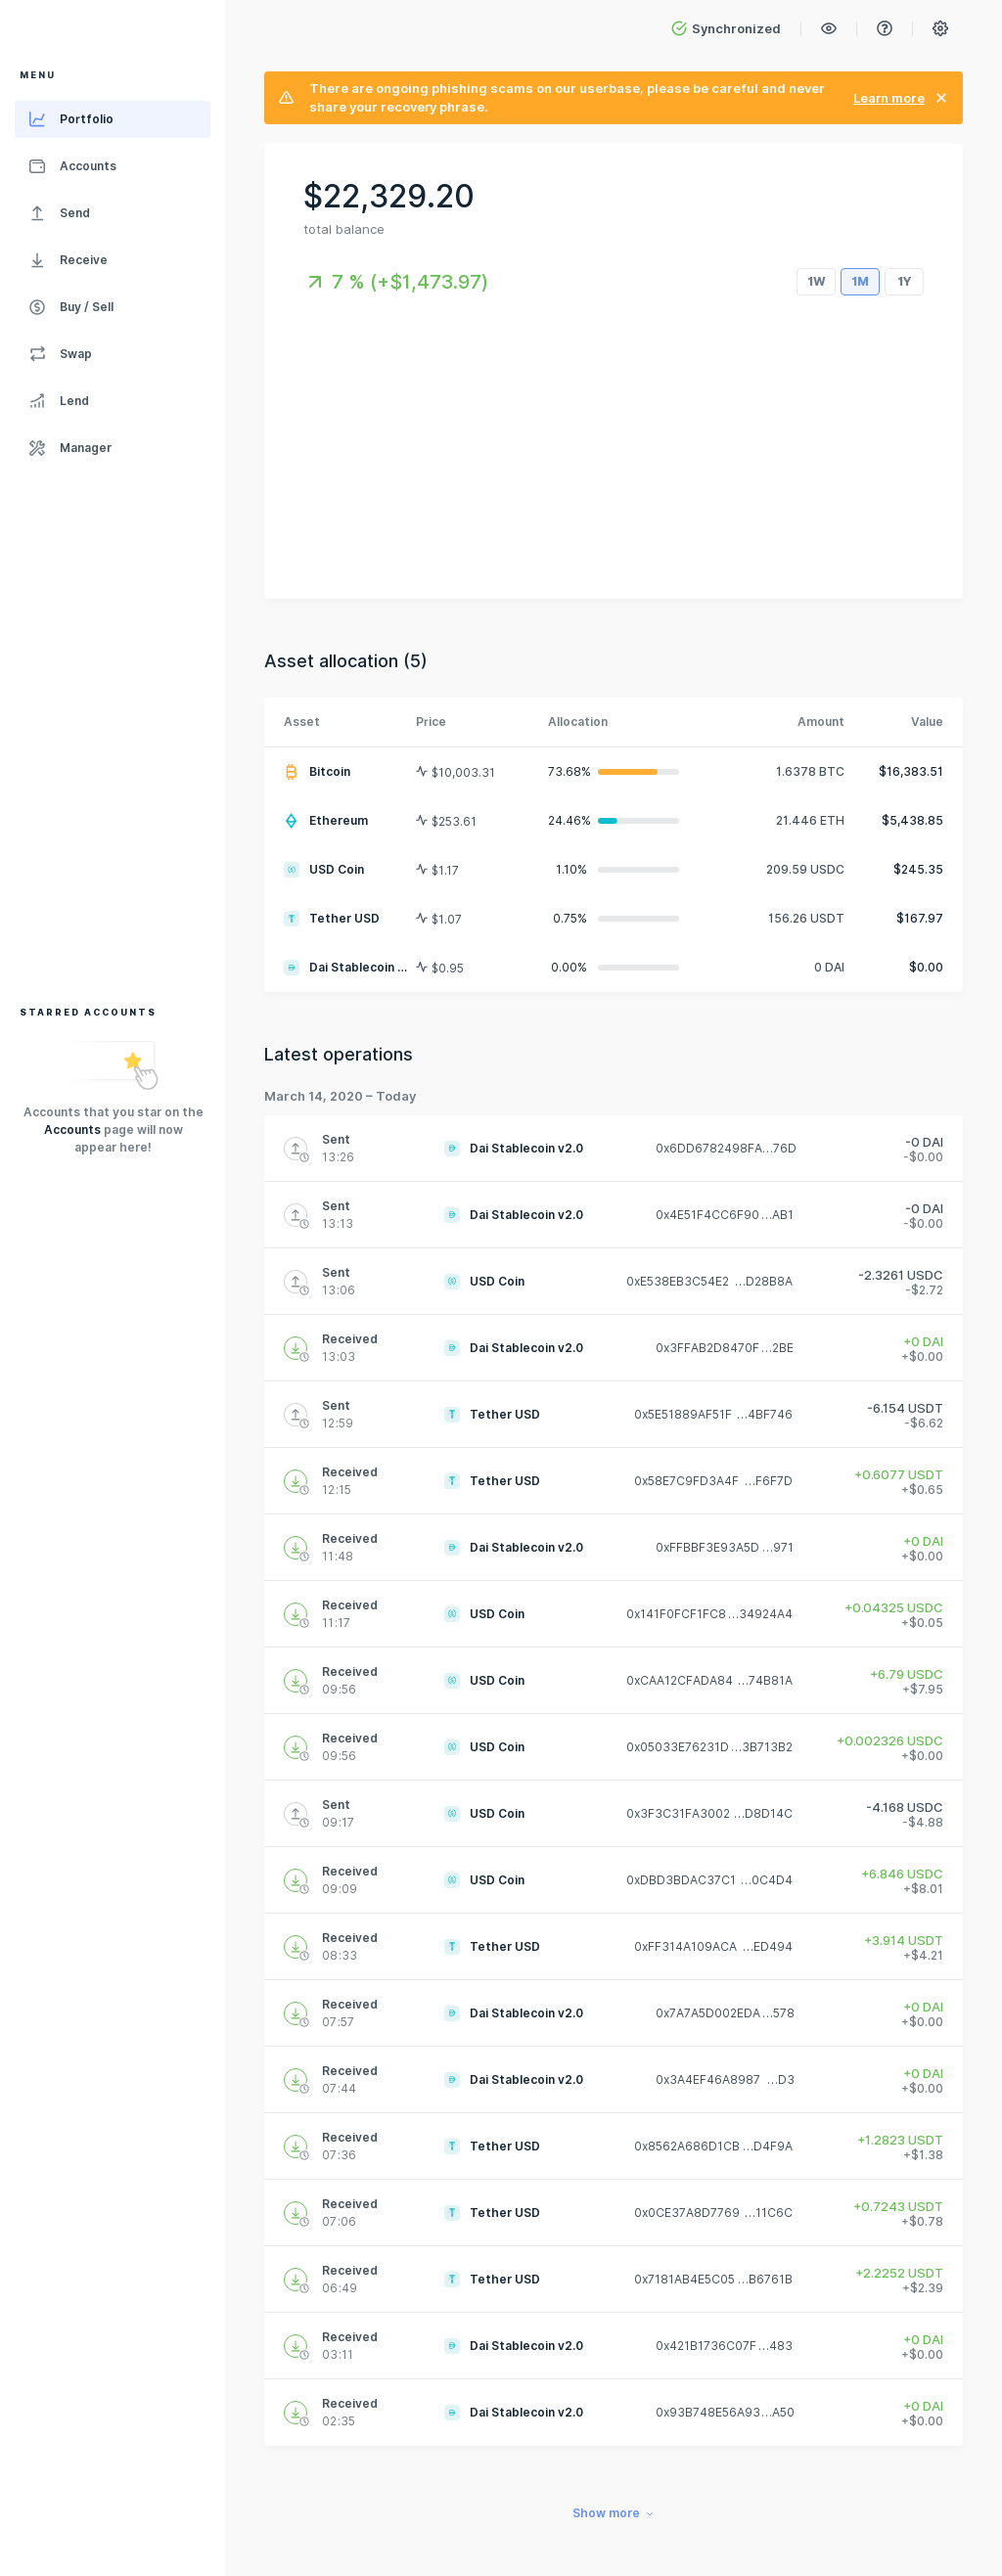 Synchronized
MENU
Portfolio
Accounts
Send
Receive
Buy / Sell
Swap
Lend
Manager
STARRED ACCOUNTS
Accounts that you star on the
Accounts page will now
appear here!
There are ongoing phishing scams on our userbase, please be careful and never
share your recovery phrase.
Learn more
$22,329.20
total balance
7 % (+$1,473.97)
1W 1M 1Y
Asset allocation (5)
Asset Price Allocation Amount Value
Bitcoin $10,003.31 73.68% 1.6378 BTC $16,383.51
Ethereum $253.61 24.46% 21.446 ETH $5,438.85
USD Coin $1.17 1.10% 209.59 USDC $245.35
Tether USD $1.07 0.75% 156.26 USDT $167.97
Dai Stablecoin ... $0.95 0.00% 0 DAI $0.00
Latest operations
March 14, 2020 – Today
Sent Dai Stablecoin v2.0 0x6DD6782498FA…76D -0 DAI
13:26 -$0.00
Sent Dai Stablecoin v2.0 0x4E51F4CC6F90…AB1 -0 DAI
13:13 -$0.00
Sent USD Coin 0xE538EB3C54E2 …D28B8A -2.3261 USDC
13:06 -$2.72
Received Dai Stablecoin v2.0 0x3FFAB2D8470F…2BE +0 DAI
13:03 +$0.00
Sent Tether USD 0x5E51889AF51F …4BF746 -6.154 USDT
12:59 -$6.62
Received Tether USD 0x58E7C9FD3A4F …F6F7D +0.6077 USDT
12:15 +$0.65
Received Dai Stablecoin v2.0 0xFFBBF3E93A5D …971 +0 DAI
11:48 +$0.00
Received USD Coin 0x141F0FCF1FC8…34924A4 +0.04325 USDC
11:17 +$0.05
Received USD Coin 0xCAA12CFADA84 …74B81A +6.79 USDC
09:56 +$7.95
Received USD Coin 0x05033E76231D…3B713B2 +0.002326 USDC
09:56 +$0.00
Sent USD Coin 0x3F3C31FA3002 …D8D14C -4.168 USDC
09:17 -$4.88
Received USD Coin 0xDBD3BDAC37C1 …0C4D4 +6.846 USDC
09:09 +$8.01
Received Tether USD 0xFF314A109ACA …ED494 +3.914 USDT
08:33 +$4.21
Received Dai Stablecoin v2.0 0x7A7A5D002EDA…578 +0 DAI
07:57 +$0.00
Received Dai Stablecoin v2.0 0x3A4EF46A8987 …D3 +0 DAI
07:44 +$0.00
Received Tether USD 0x8562A686D1CB …D4F9A +1.2823 USDT
07:36 +$1.38
Received Tether USD 0x0CE37A8D7769 …11C6C +0.7243 USDT
07:06 +$0.78
Received Tether USD 0x7181AB4E5C05 …B6761B +2.2252 USDT
06:49 +$2.39
Received Dai Stablecoin v2.0 0x421B1736C07F…483 +0 DAI
03:11 +$0.00
Received Dai Stablecoin v2.0 0x93B748E56A93…A50 +0 DAI
02:35 +$0.00
Show more